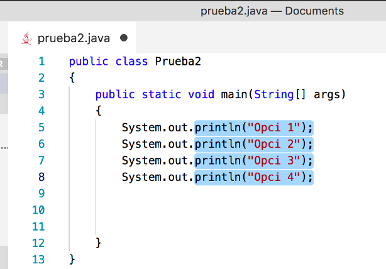 prueba2.java — Documents
prueba2.java
1 public class Prueba2
2 {
3 public static void main(String[] args)
4 {
5 System.out.println("Opci 1");
6 System.out.println("Opci 2");
7 System.out.println("Opci 3");
8 System.out.println("Opci 4");
9
10
11
12 }
13 }